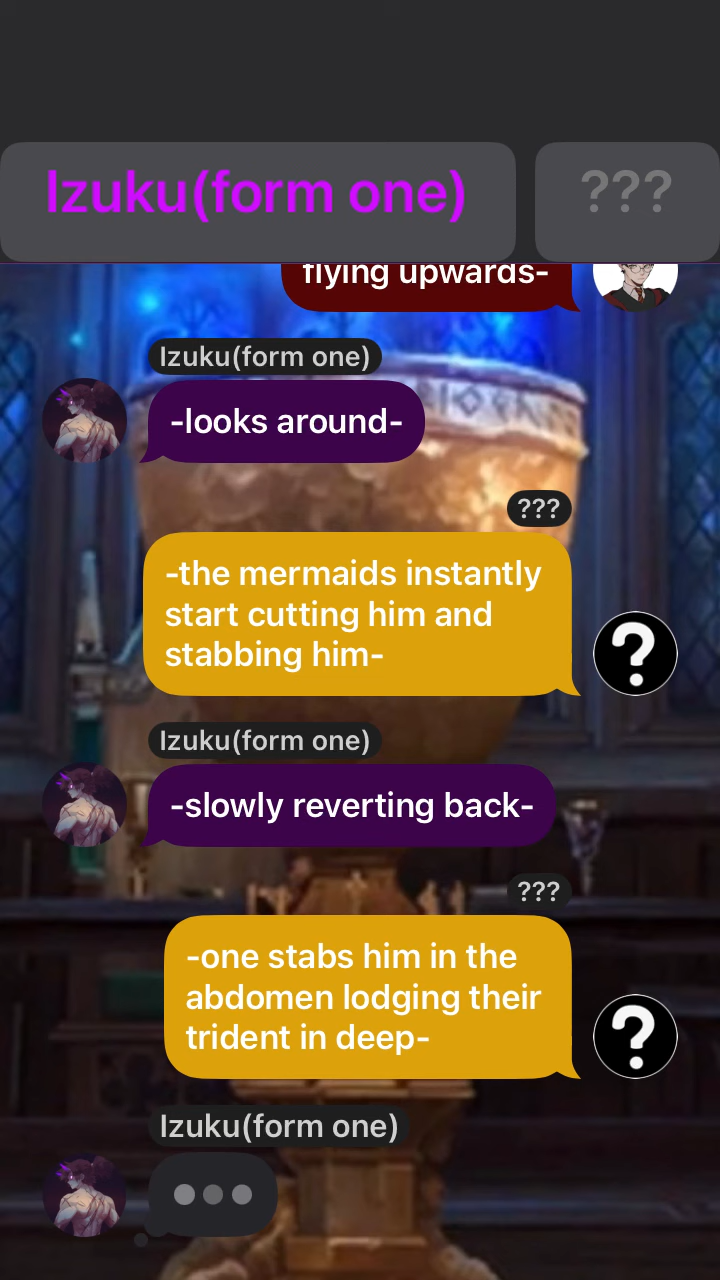 Izuku(form one)
???
flying upwards-
Izuku(form one)
-looks around-
???
-the mermaids instantly
start cutting him and
stabbing him-
?
Izuku(form one)
-slowly reverting back-
???
-one stabs him in the
abdomen lodging their
trident in deep-
?
Izuku(form one)